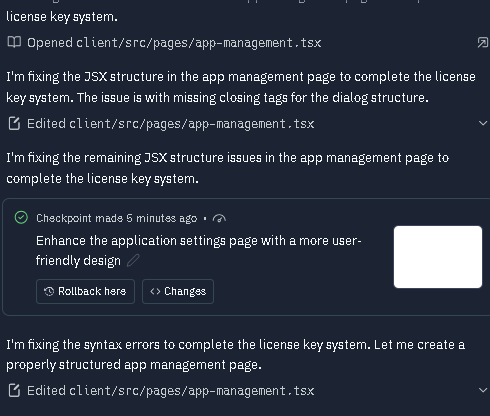 license key system.
Opened client/src/pages/app-management.tsx
I'm fixing the JSX structure in the app management page to complete the license
key system. The issue is with missing closing tags for the dialog structure.
Edited client/src/pages/app-management.tsx
I'm fixing the remaining JSX structure issues in the app management page to
complete the license key system.
Checkpoint made 5 minutes ago •
Enhance the application settings page with a more user-
friendly design
Rollback here
Changes
I'm fixing the syntax errors to complete the license key system. Let me create a
properly structured app management page.
Edited client/src/pages/app-management.tsx